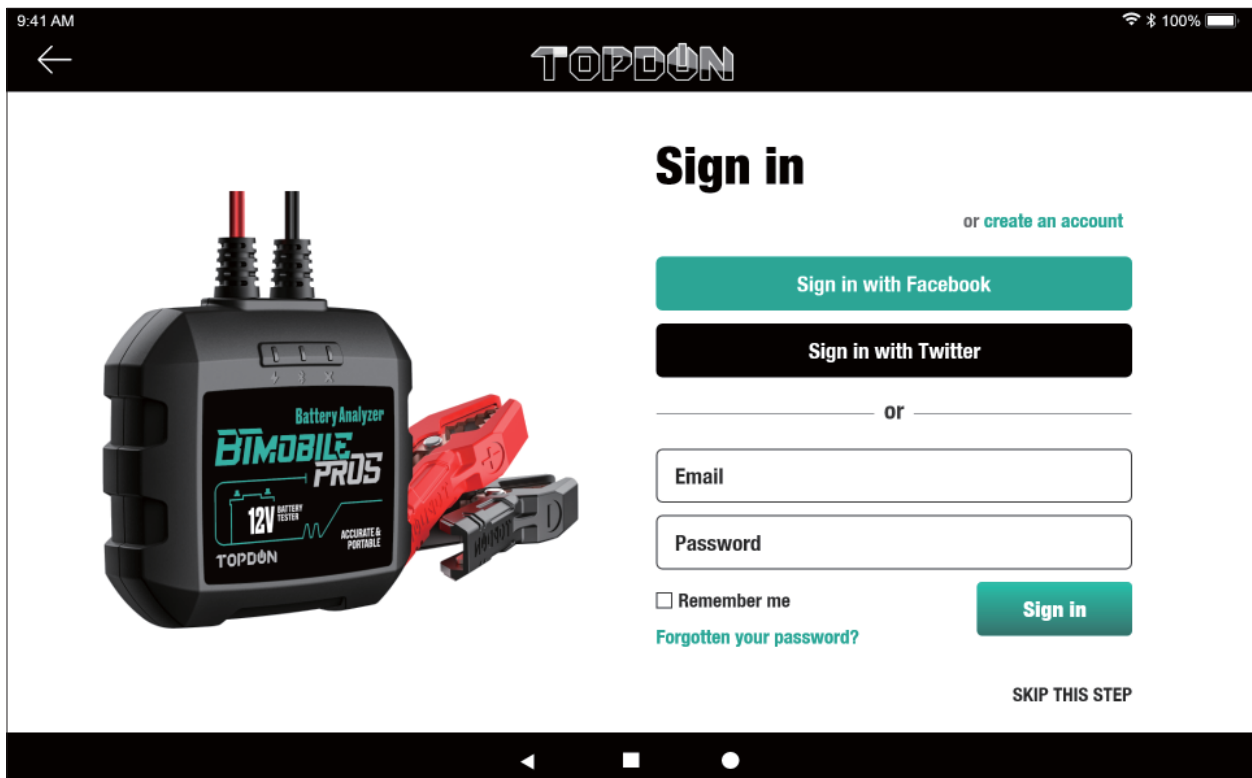 9:41 AM
100%
TOPDON
Sign in
or create an account
Sign in with Facebook
Sign in with Twitter
or
Email
Password
Remember me
Sign in
Forgotten your password?
SKIP THIS STEP
Battery Analyzer
BTMOBILE
PROS
12V BATTERY
TESTER
ACCURATE &
PORTABLE
TOPDON
TOPDON
TOPDON